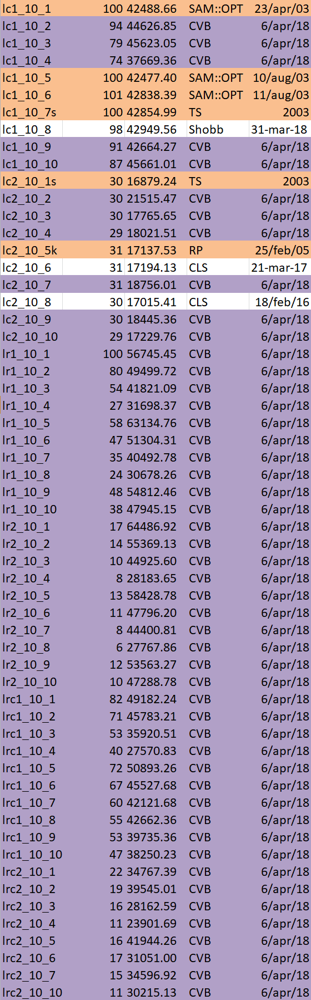 lc1_10_1 100 42488.66 SAM::OPT 23/apr/03
lc1_10_2 94 44626.85 CVB 6/apr/18
lc1_10_3 79 45623.05 CVB 6/apr/18
lc1_10_4 74 37669.36 CVB 6/apr/18
lc1_10_5 100 42477.40 SAM::OPT 10/aug/03
lc1_10_6 101 42838.39 SAM::OPT 11/aug/03
lc1_10_7s 100 42854.99 TS 2003
lc1_10_8 98 42949.56 Shobb 31-mar-18
lc1_10_9 91 42664.27 CVB 6/apr/18
lc1_10_10 87 45661.01 CVB 6/apr/18
lc2_10_1s 30 16879.24 TS 2003
lc2_10_2 30 21515.47 CVB 6/apr/18
lc2_10_3 30 17765.65 CVB 6/apr/18
lc2_10_4 29 18021.51 CVB 6/apr/18
lc2_10_5k 31 17137.53 RP 25/feb/05
lc2_10_6 31 17194.13 CLS 21-mar-17
lc2_10_7 31 18756.01 CVB 6/apr/18
lc2_10_8 30 17015.41 CLS 18/feb/16
lc2_10_9 30 18445.36 CVB 6/apr/18
lc2_10_10 29 17229.76 CVB 6/apr/18
lr1_10_1 100 56745.45 CVB 6/apr/18
lr1_10_2 80 49499.72 CVB 6/apr/18
lr1_10_3 54 41821.09 CVB 6/apr/18
lr1_10_4 27 31698.37 CVB 6/apr/18
lr1_10_5 58 63134.76 CVB 6/apr/18
lr1_10_6 47 51304.31 CVB 6/apr/18
lr1_10_7 35 40492.78 CVB 6/apr/18
lr1_10_8 24 30678.26 CVB 6/apr/18
lr1_10_9 48 54812.46 CVB 6/apr/18
lr1_10_10 38 47945.15 CVB 6/apr/18
lr2_10_1 17 64486.92 CVB 6/apr/18
lr2_10_2 14 55369.13 CVB 6/apr/18
lr2_10_3 10 44925.60 CVB 6/apr/18
lr2_10_4 8 28183.65 CVB 6/apr/18
lr2_10_5 13 58428.78 CVB 6/apr/18
lr2_10_6 11 47796.20 CVB 6/apr/18
lr2_10_7 8 44400.81 CVB 6/apr/18
lr2_10_8 6 27767.86 CVB 6/apr/18
lr2_10_9 12 53563.27 CVB 6/apr/18
lr2_10_10 10 47288.78 CVB 6/apr/18
lrc1_10_1 82 49182.24 CVB 6/apr/18
lrc1_10_2 71 45783.21 CVB 6/apr/18
lrc1_10_3 53 35920.51 CVB 6/apr/18
lrc1_10_4 40 27570.83 CVB 6/apr/18
lrc1_10_5 72 50893.26 CVB 6/apr/18
lrc1_10_6 67 45527.68 CVB 6/apr/18
lrc1_10_7 60 42121.68 CVB 6/apr/18
lrc1_10_8 55 42662.36 CVB 6/apr/18
lrc1_10_9 53 39735.36 CVB 6/apr/18
lrc1_10_10 47 38250.23 CVB 6/apr/18
lrc2_10_1 22 34767.39 CVB 6/apr/18
lrc2_10_2 19 39545.01 CVB 6/apr/18
lrc2_10_3 16 28162.59 CVB 6/apr/18
lrc2_10_4 11 23901.69 CVB 6/apr/18
lrc2_10_5 16 41944.26 CVB 6/apr/18
lrc2_10_6 17 31051.00 CVB 6/apr/18
lrc2_10_7 15 34596.92 CVB 6/apr/18
lrc2_10_10 11 30215.13 CVB 6/apr/18